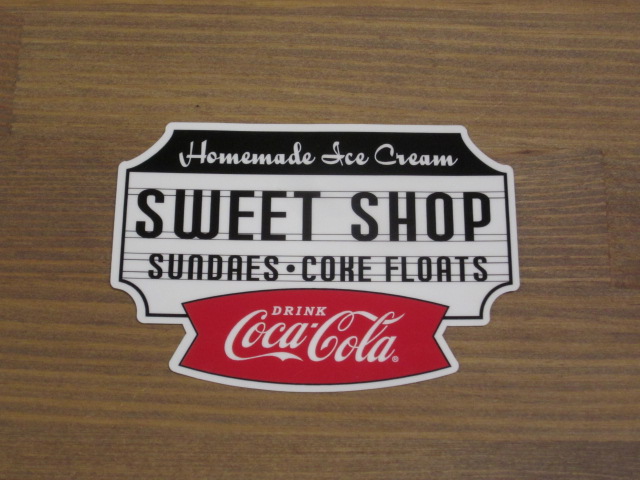 Homemade Ice Cream
SWEET SHOP
SUNDAES • COKE FLOATS
DRINK
Coca-Cola®